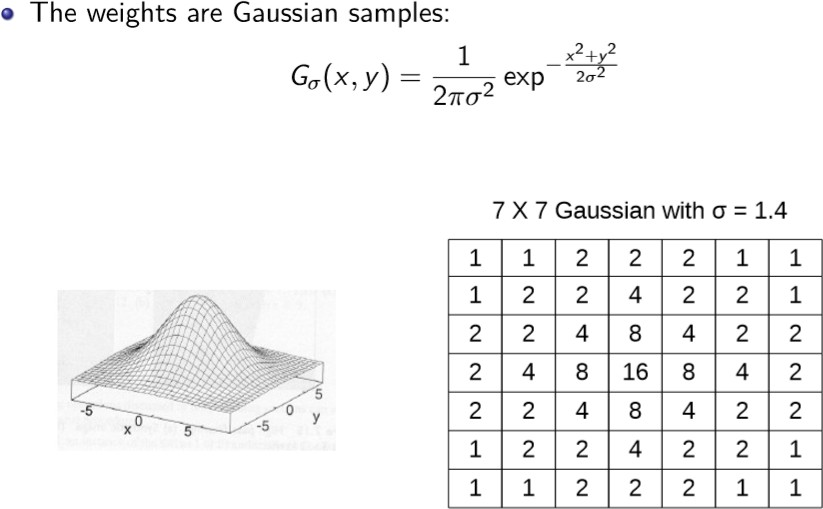 The weights are Gaussian samples:
Gσ(x, y) = 1/(2πσ²) exp^(−(x²+y²)/(2σ²))
7 X 7 Gaussian with σ = 1.4
1 1 2 2 2 1 1
1 2 2 4 2 2 1
2 2 4 8 4 2 2
2 4 8 16 8 4 2
2 2 4 8 4 2 2
1 2 2 4 2 2 1
1 1 2 2 2 1 1
-5 0 5
x
-5 0 5
y